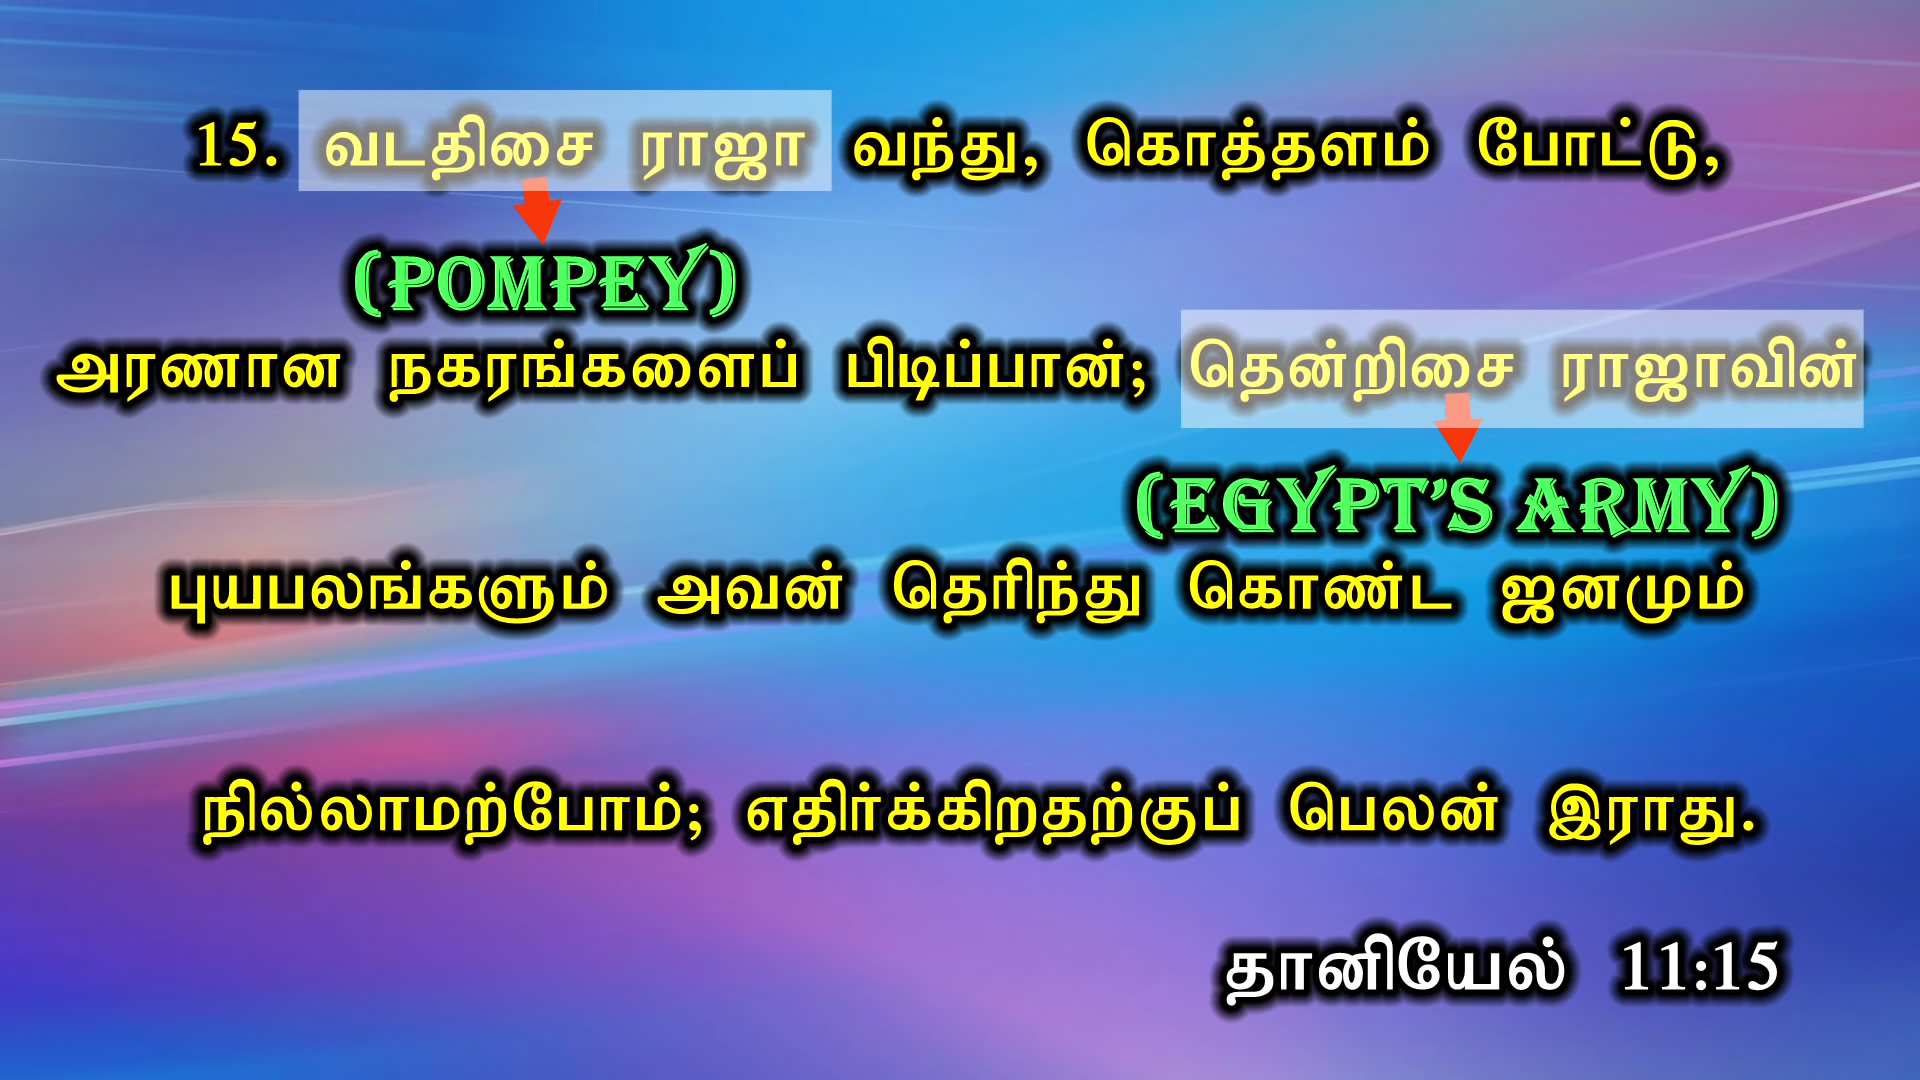 15. வடதிசை ராஜா வந்து, கொத்தளம் போட்டு,
(POMPEY)
அரணான நகரங்களைப் பிடிப்பான்; தென்றிசை ராஜாவின்
(EGYPT'S ARMY)
புயபலங்களும் அவன் தெரிந்து கொண்ட ஜனமும்
நில்லாமற்போம்; எதிர்க்கிறதற்குப் பெலன் இராது.
தானியேல் 11:15